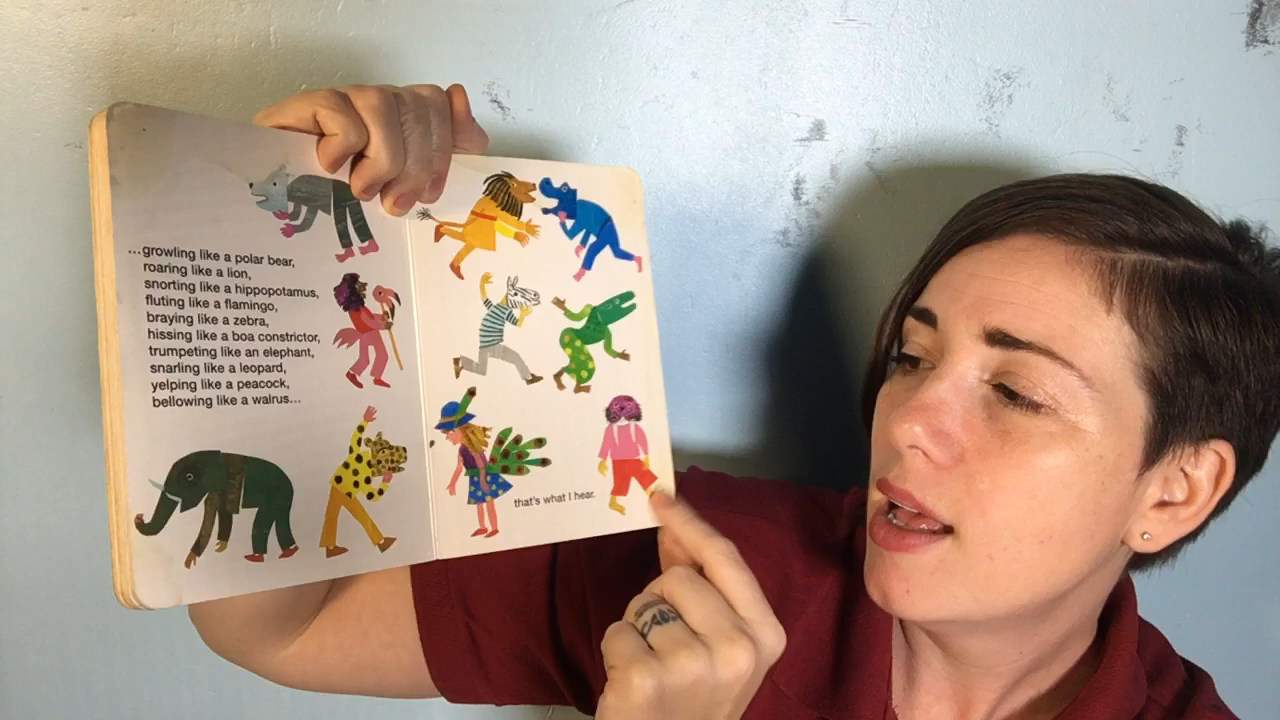 ...growling like a polar bear,
roaring like a lion,
snorting like a hippopotamus,
fluting like a flamingo,
braying like a zebra,
hissing like a boa constrictor,
trumpeting like an elephant,
snarling like a leopard,
yelping like a peacock,
bellowing like a walrus...
that's what I hear.